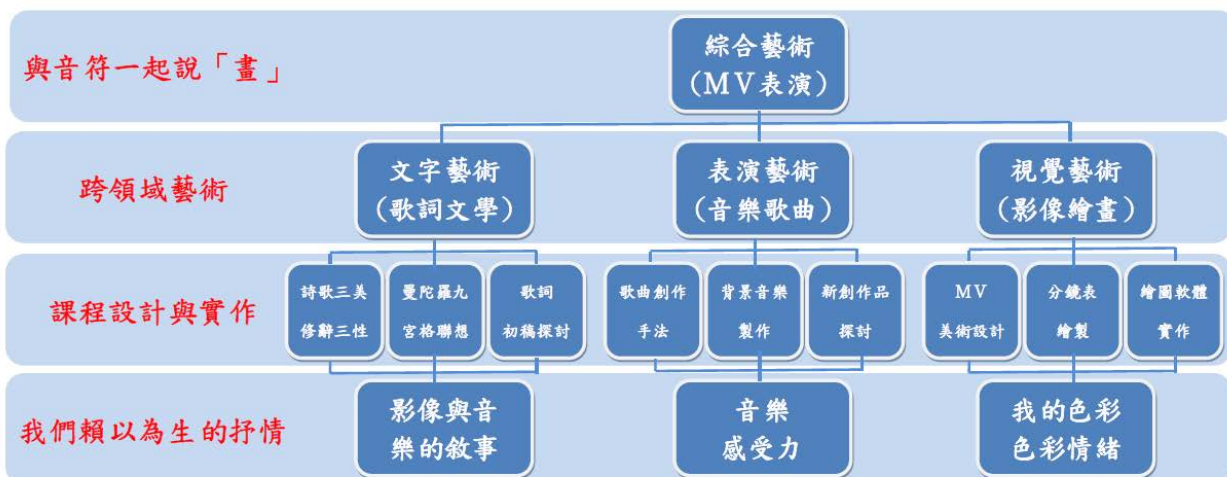 與音符一起說「畫」
綜合藝術
(MV表演)
跨領域藝術
文字藝術
(歌詞文學)
表演藝術
(音樂歌曲)
視覺藝術
(影像繪畫)
課程設計與實作
詩歌三美
修辭三性
曼陀羅九
宮格聯想
歌詞
初稿探討
歌曲創作
手法
背景音樂
製作
新創作品
探討
MV
美術設計
分鏡表
繪製
繪圖軟體
實作
我們賴以為生的抒情
影像與音
樂的敘事
音樂
感受力
我的色彩
色彩情緒